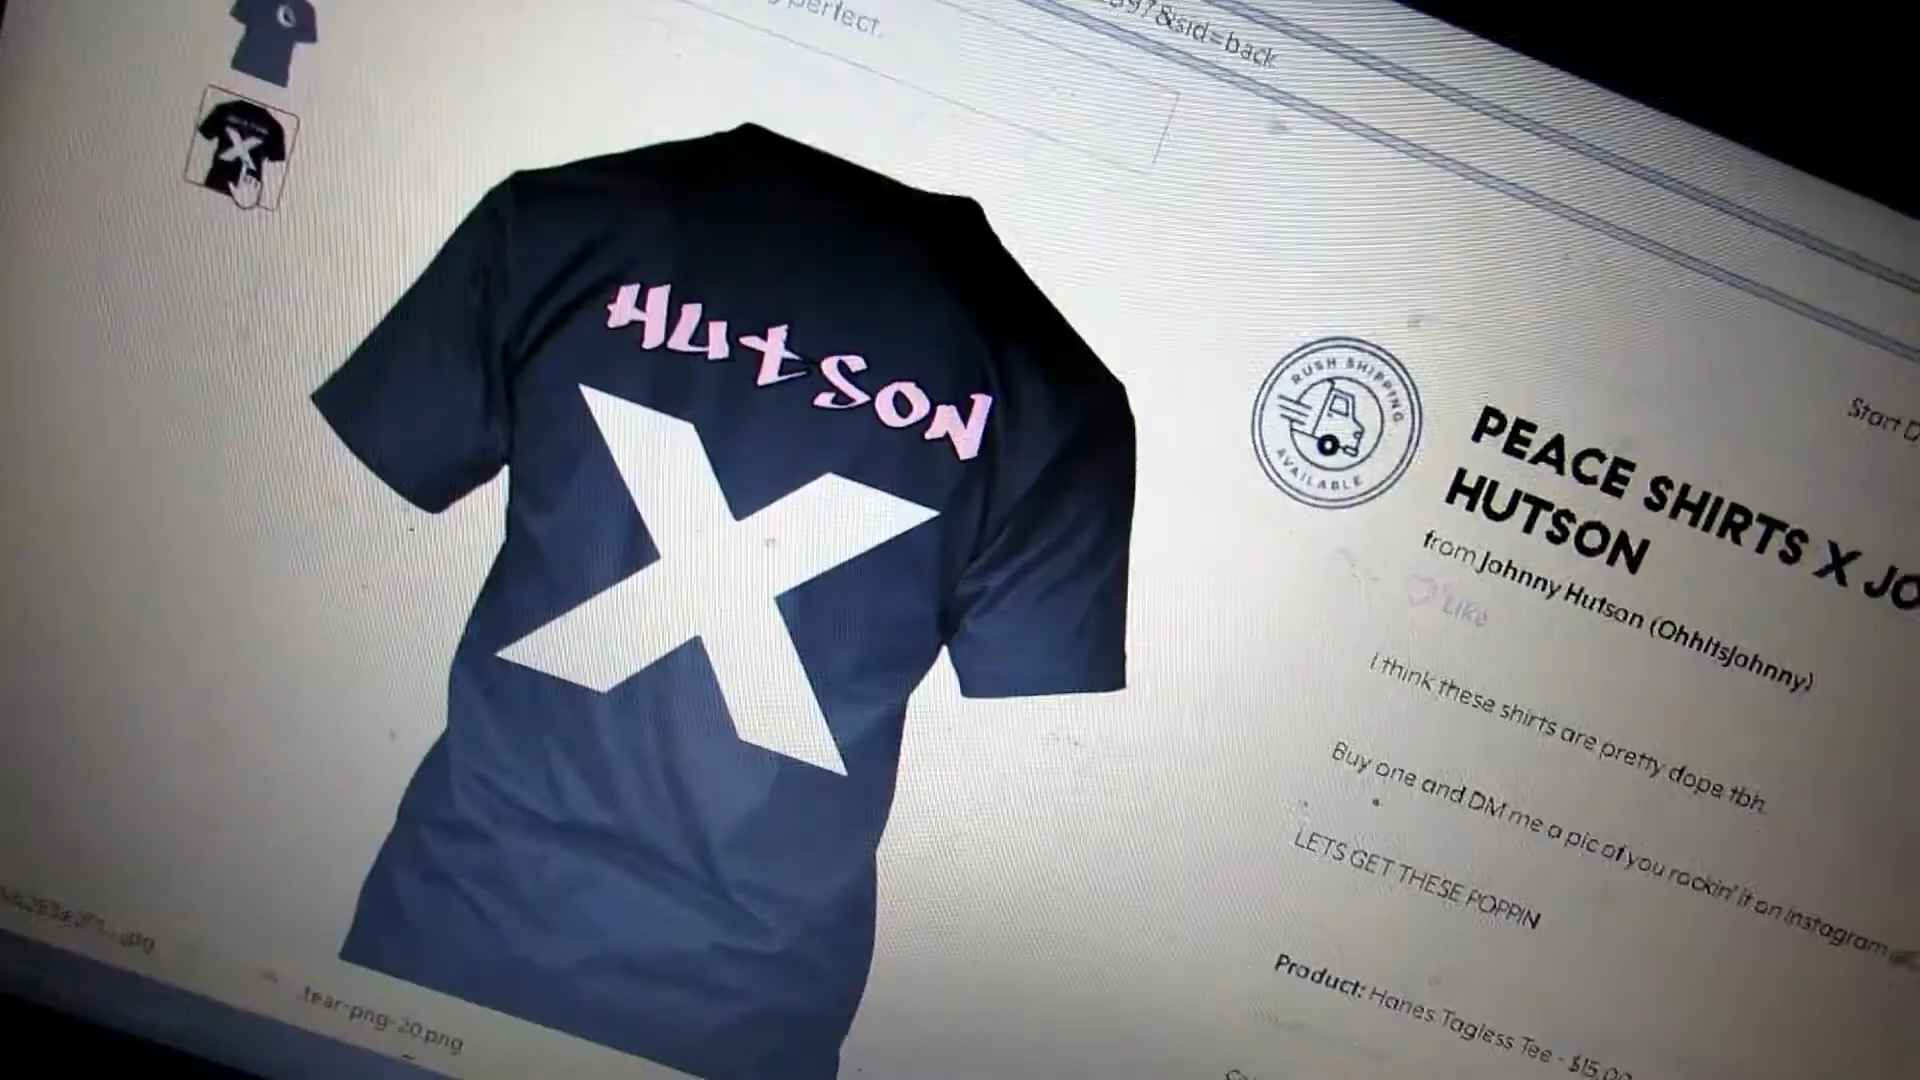 perfect.
&sid=back
HUTSON
X
RUSH SHIPPING
AVAILABLE
Start
PEACE SHIRTS X JO
HUTSON
from Johnny Hutson (OhhItsJohnny)
Like
I think these shirts are pretty dope tbh.
Buy one and DM me a pic of you rockin' it on Instagram
LETS GET THESE POPPIN
Product: Hanes Tagless Tee - $15.00
tear-png-20.png